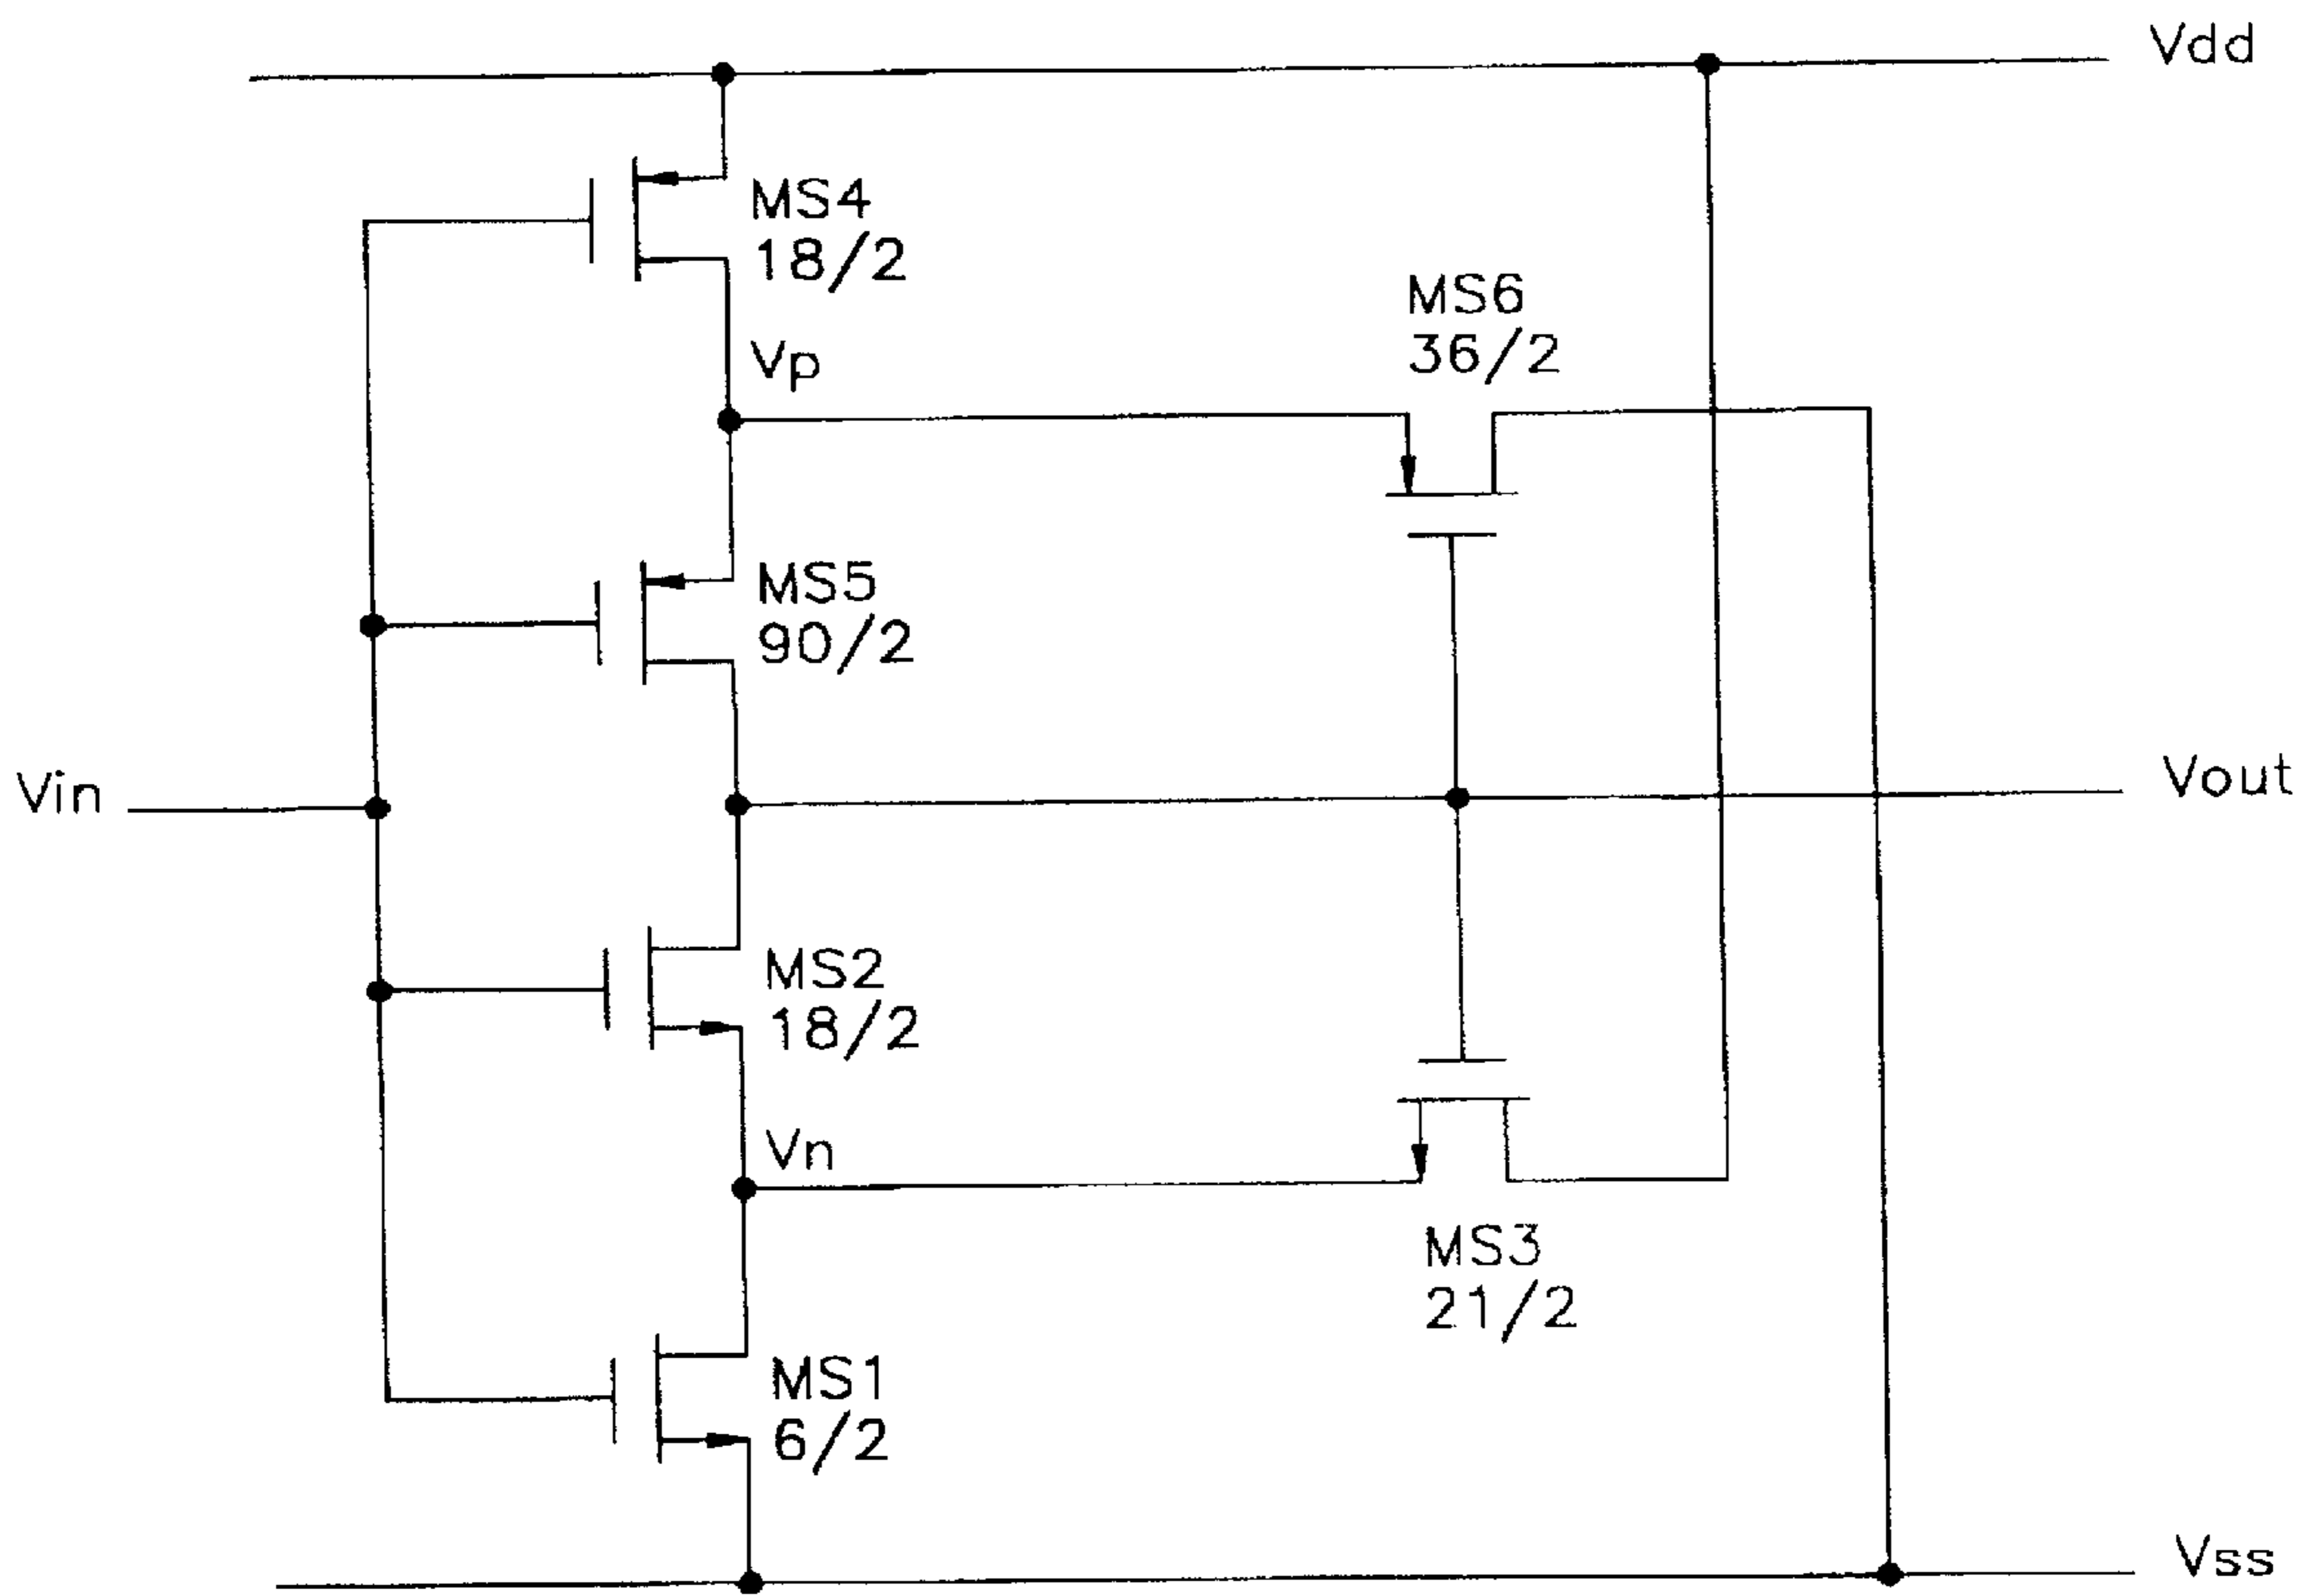 Vdd
MS4
18/2
MS6
36/2
Vp
MS5
90/2
Vin
Vout
MS2
18/2
Vn
MS3
21/2
MS1
6/2
Vss